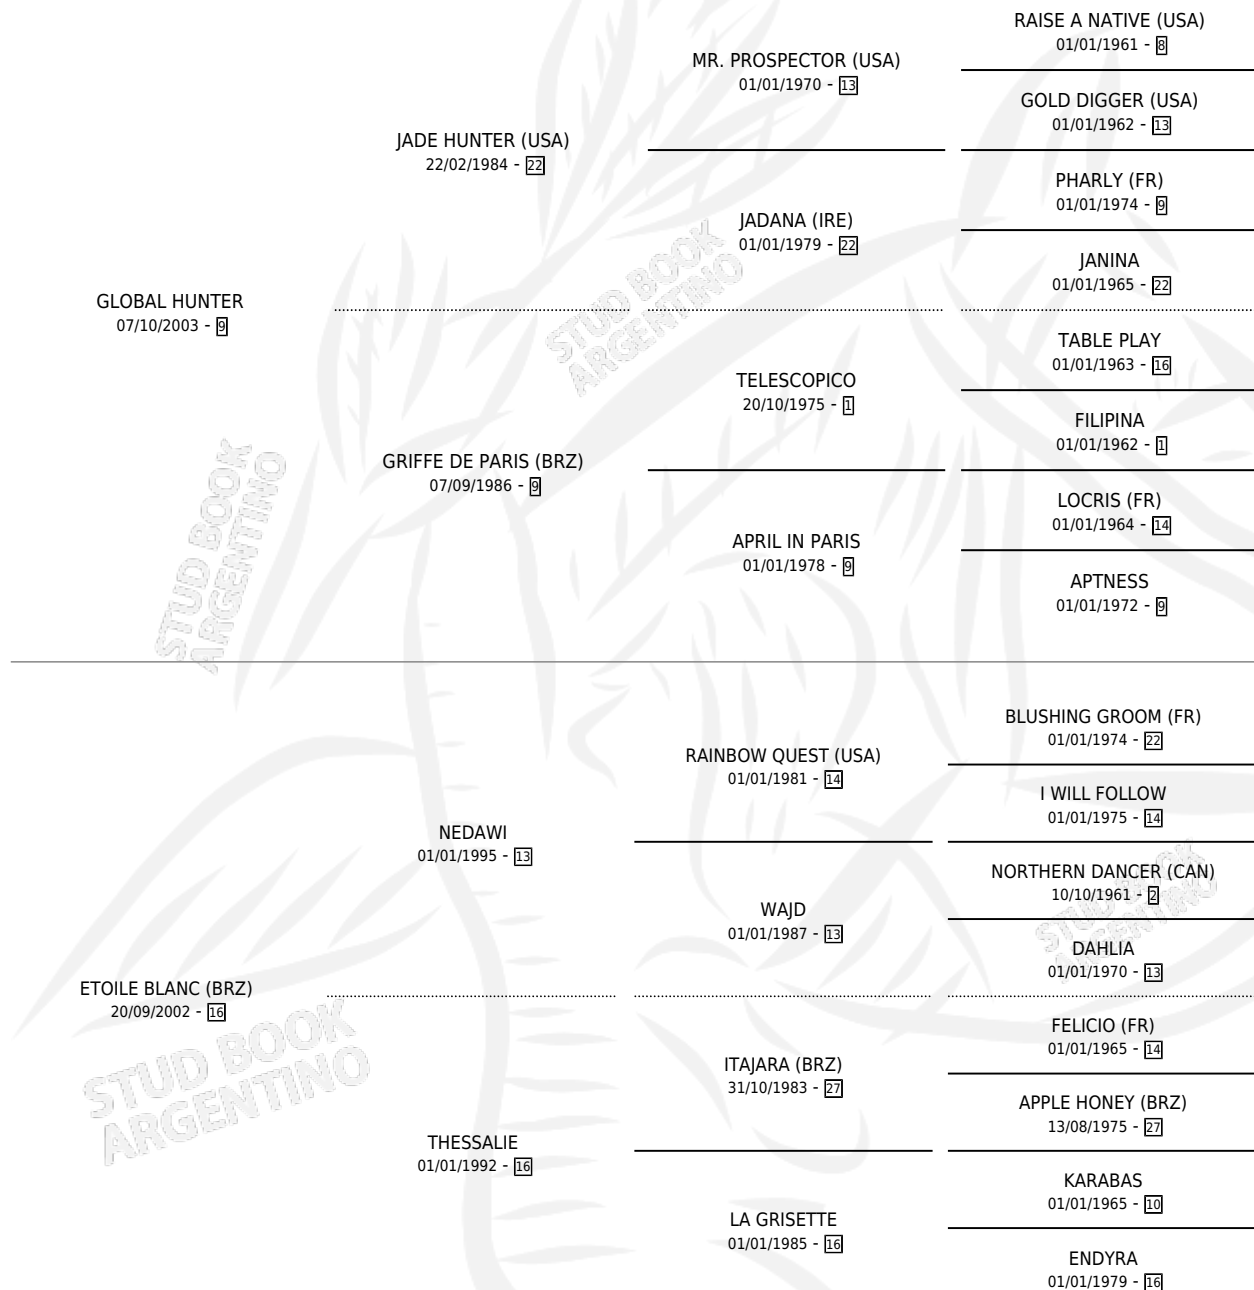 RAISE A NATIVE (USA)
01/01/1961 - 8
MR. PROSPECTOR (USA)
01/01/1970 - 13
GOLD DIGGER (USA)
01/01/1962 - 13
JADE HUNTER (USA)
22/02/1984 - 22
PHARLY (FR)
01/01/1974 - 9
JADANA (IRE)
01/01/1979 - 22
JANINA
01/01/1965 - 22
GLOBAL HUNTER
07/10/2003 - 9
STUD BOOK
ARGENTINO
TABLE PLAY
01/01/1963 - 16
TELESCOPICO
20/10/1975 - 1
FILIPINA
01/01/1962 - 1
GRIFFE DE PARIS (BRZ)
07/09/1986 - 9
LOCRIS (FR)
01/01/1964 - 14
APRIL IN PARIS
01/01/1978 - 9
APTNESS
01/01/1972 - 9
STUD BOOK
ARGENTINO
BLUSHING GROOM (FR)
01/01/1974 - 22
RAINBOW QUEST (USA)
01/01/1981 - 14
I WILL FOLLOW
01/01/1975 - 14
NEDAWI
01/01/1995 - 13
NORTHERN DANCER (CAN)
10/10/1961 - 2
WAJD
01/01/1987 - 13
DAHLIA
01/01/1970 - 13
STUD BOOK
ARGENTINO
ETOILE BLANC (BRZ)
20/09/2002 - 16
FELICIO (FR)
01/01/1965 - 14
ITAJARA (BRZ)
31/10/1983 - 27
APPLE HONEY (BRZ)
13/08/1975 - 27
STUD BOOK
ARGENTINO
THESSALIE
01/01/1992 - 16
KARABAS
01/01/1965 - 10
LA GRISETTE
01/01/1985 - 16
ENDYRA
01/01/1979 - 16